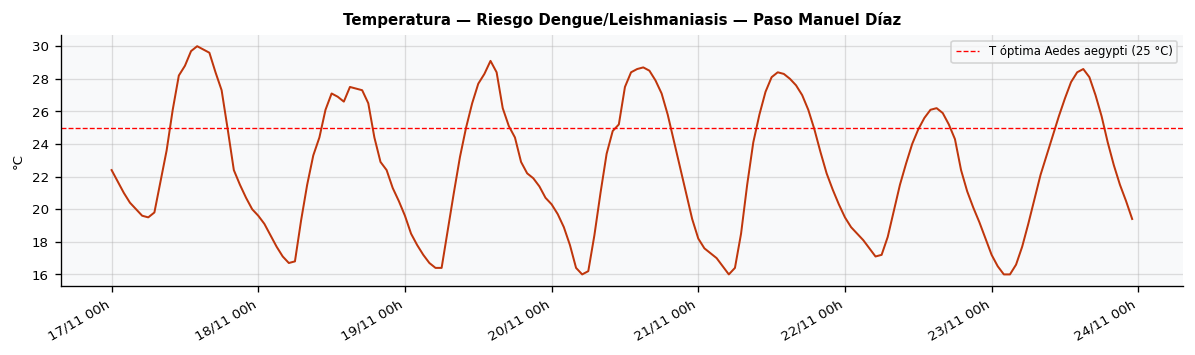 Temperatura — Riesgo Dengue/Leishmaniasis — Paso Manuel Díaz
T óptima Aedes aegypti (25 °C)
°C
30
28
26
24
22
20
18
16
17/11 00h
18/11 00h
19/11 00h
20/11 00h
21/11 00h
22/11 00h
23/11 00h
24/11 00h